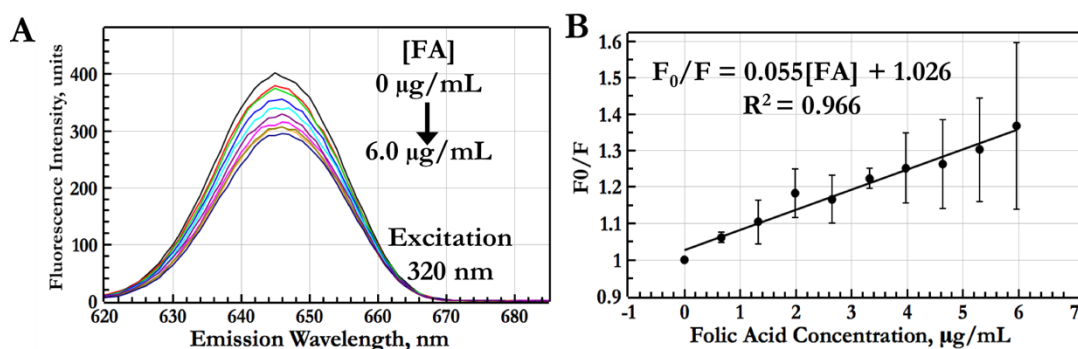 A
Fluorescence Intensity, units
400
300
200
100
0
[FA]
0 µg/mL
6.0 µg/mL
Excitation
320 nm
620 630 640 650 660 670 680
Emission Wavelength, nm
B
F0/F
1.6
1.5
1.4
1.3
1.2
1.1
1
0.9
F₀/F = 0.055[FA] + 1.026
R² = 0.966
-1 0 1 2 3 4 5 6 7
Folic Acid Concentration, µg/mL